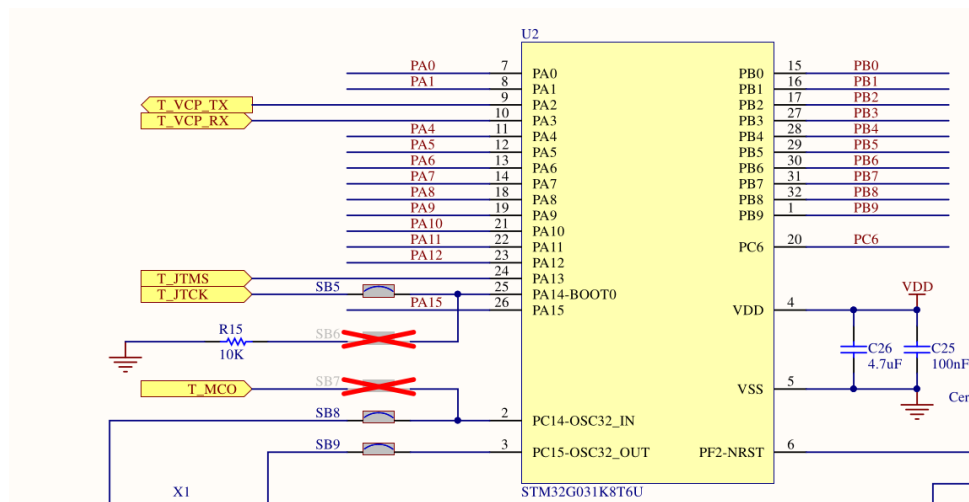 U2
PA0 7 PA0 PB0 15 PB0
PA1 8 PA1 PB1 16 PB1
T_VCP_TX 9 PA2 PB2 17 PB2
T_VCP_RX 10 PA3 PB3 27 PB3
PA4 11 PA4 PB4 28 PB4
PA5 12 PA5 PB5 29 PB5
PA6 13 PA6 PB6 30 PB6
PA7 14 PA7 PB7 31 PB7
PA8 18 PA8 PB8 32 PB8
PA9 19 PA9 PB9 1 PB9
PA10 21 PA10
PA11 22 PA11 PC6 20 PC6
PA12 23 PA12
T_JTMS 24 PA13
T_JTCK SB5 25 PA14-BOOT0
PA15 26 PA15 VDD 4 VDD
R15 SB6
10K
C26 C25
4.7uF 100nF
T_MCO SB7 VSS 5
Cer
SB8 2 PC14-OSC32_IN
SB9 3 PC15-OSC32_OUT PF2-NRST 6
X1 STM32G031K8T6U